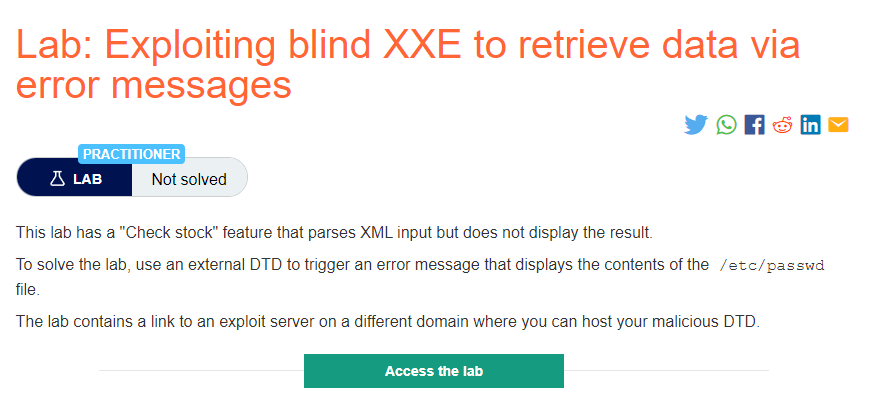 Lab: Exploiting blind XXE to retrieve data via
error messages
PRACTITIONER
LAB Not solved
This lab has a "Check stock" feature that parses XML input but does not display the result.
To solve the lab, use an external DTD to trigger an error message that displays the contents of the /etc/passwd
file.
The lab contains a link to an exploit server on a different domain where you can host your malicious DTD.
Access the lab